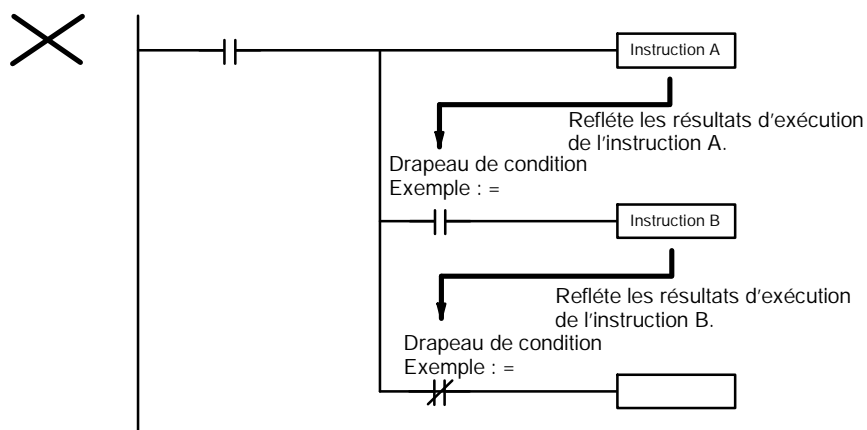 Instruction A
Refléte les résultats d'exécution
de l'instruction A.
Drapeau de condition
Exemple : =
Instruction B
Refléte les résultats d'exécution
de l'instruction B.
Drapeau de condition
Exemple : =